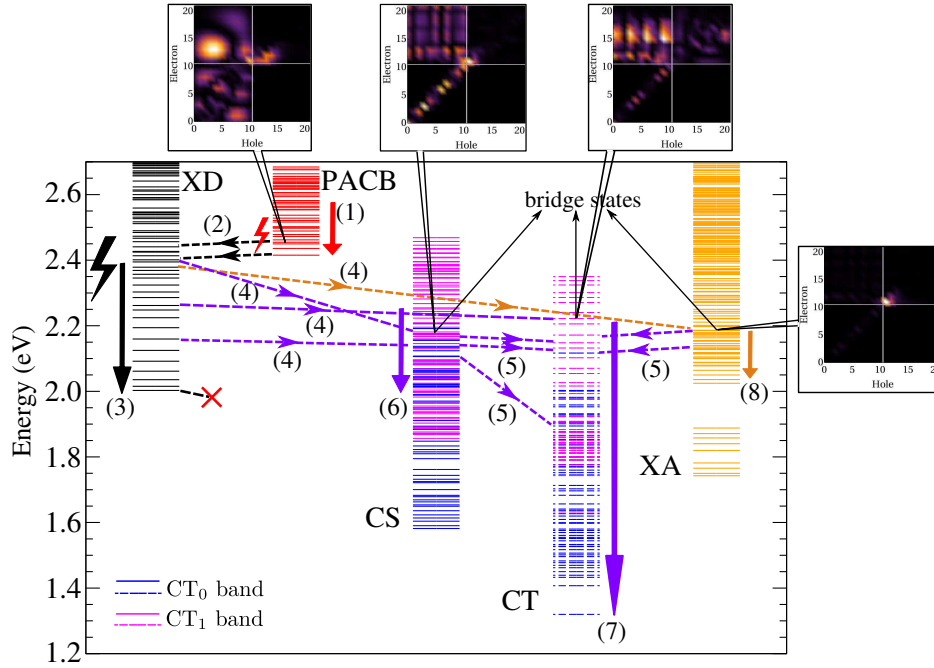 20
15
10
5
0
Electron
0 5 10 15 20
Hole
20
15
10
5
0
Electron
0 5 10 15 20
Hole
20
15
10
5
0
Electron
0 5 10 15 20
Hole
2.6
2.4
2.2
2.0
1.8
1.6
1.4
1.2
Energy (eV)
XD
PACB
(1)
(2)
bridge states
(4)
(4)
(4)
(4)
(5)
(5)
(5)
(3)
(6)
(8)
XA
CS
CT
(7)
CT₀ band
CT₁ band
20
15
10
5
0
Electron
0 5 10 15 20
Hole